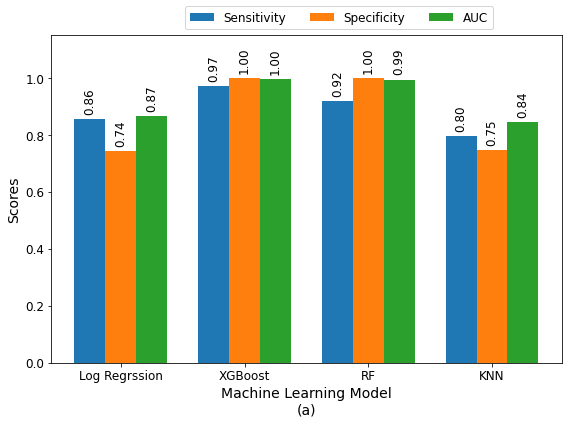 Sensitivity Specificity AUC
0.86 0.74 0.87 0.97 1.00 1.00 0.92 1.00 0.99 0.80 0.75 0.84
1.0
0.8
0.6
0.4
0.2
0.0
Scores
Log Regrssion XGBoost RF KNN
Machine Learning Model
(a)